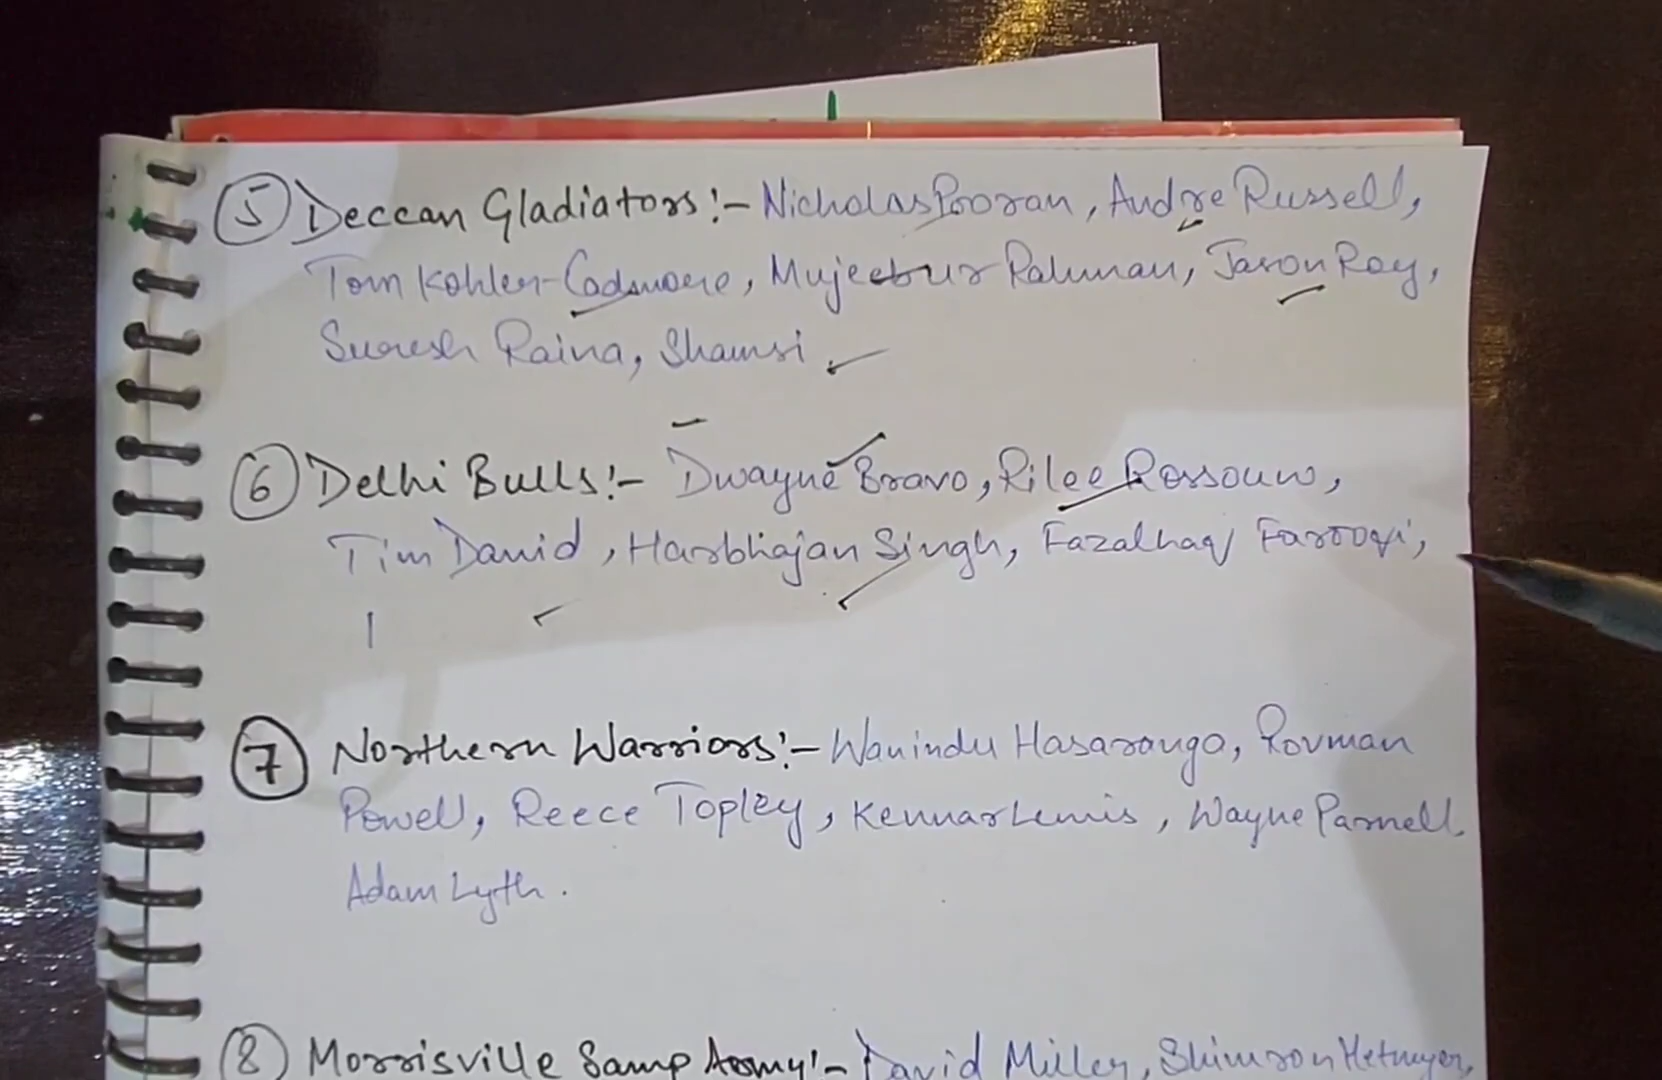 5 Deccan Gladiators:- Nicholas Pooran, Andre Russell,
Tom Kohler-Cadmore, Mujeebur Rahman, Jason Roy,
Suresh Raina, Shamsi
6 Delhi Bulls:- Dwayne Bravo, Rilee Rossouw,
Tim David, Harbhajan Singh, Fazalhaq Farooqi,
7 Northern Warriors:- Wanindu Hasaranga, Rovman
Powell, Reece Topley, Kennar Lewis, Wayne Parnell
Adam Lyth.
8 Morrisville Samp Army:- David Miller, Shimron Hetmyer,